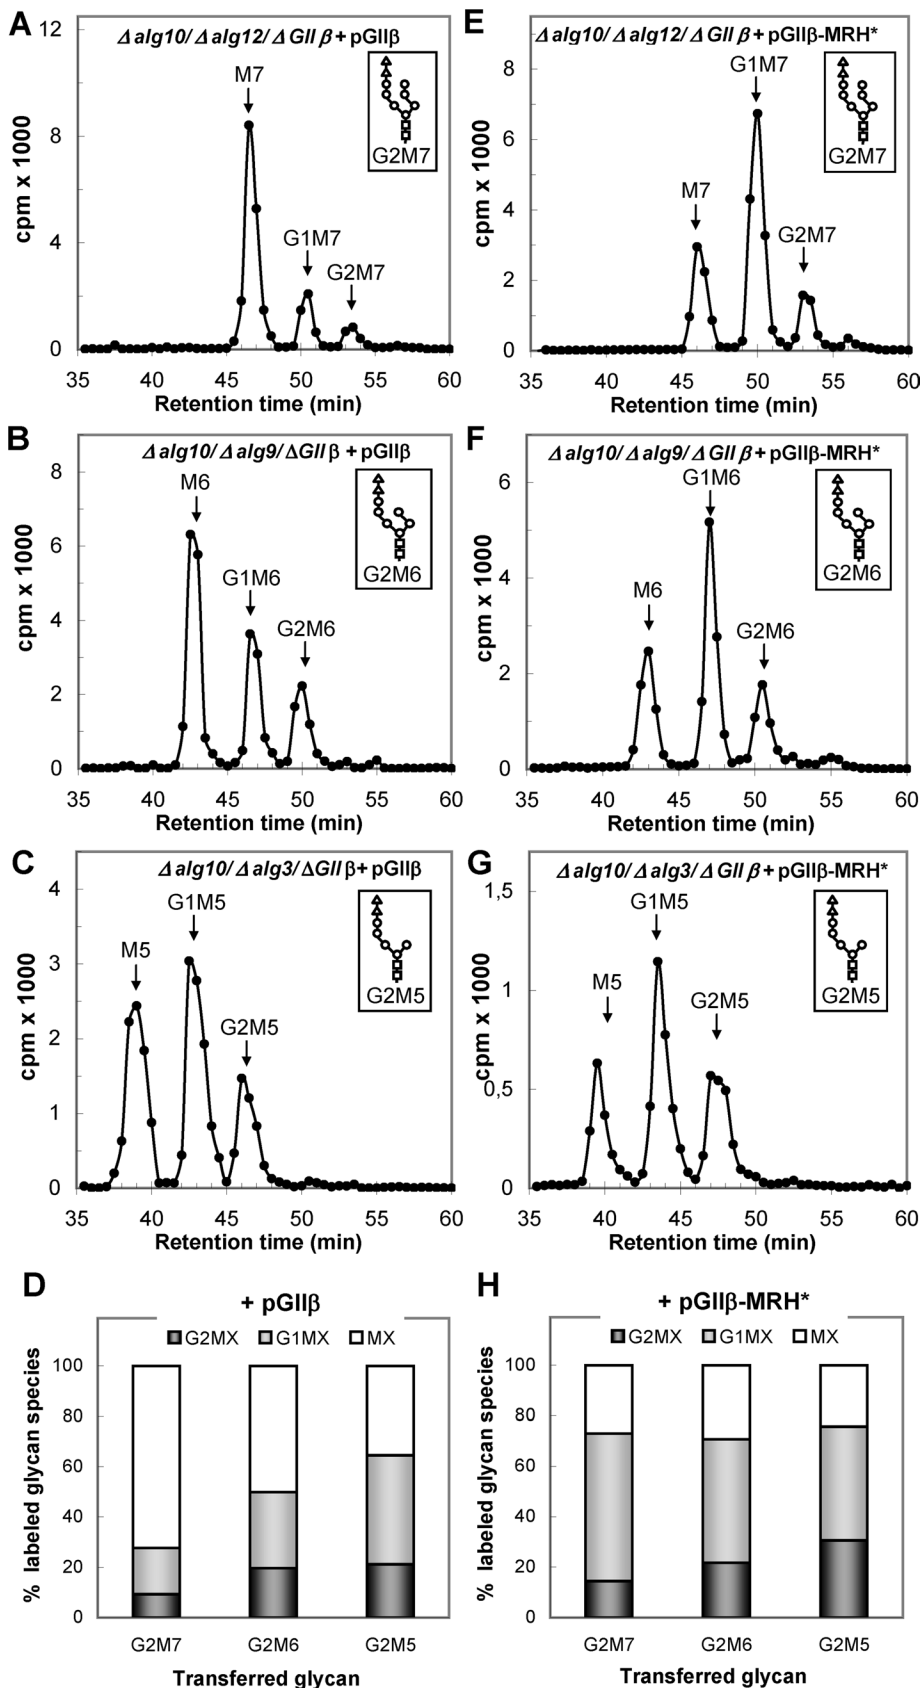 A
Δalg10/Δalg12/ΔGIIβ + pGIIβ
cpm x 1000
12
8
4
0
M7
G1M7
G2M7
G2M7
35 40 45 50 55 60
Retention time (min)
E
Δalg10/Δalg12/ΔGIIβ + pGIIβ-MRH*
cpm x 1000
8
6
4
2
0
M7
G1M7
G2M7
G2M7
35 40 45 50 55 60
Retention time (min)
B
Δalg10/Δalg9/ΔGIIβ + pGIIβ
cpm x 1000
8
6
4
2
0
M6
G1M6
G2M6
G2M6
35 40 45 50 55 60
Retention time (min)
F
Δalg10/Δalg9/ΔGIIβ + pGIIβ-MRH*
cpm x 1000
6
4
2
0
M6
G1M6
G2M6
G2M6
35 40 45 50 55 60
Retention time (min)
C
Δalg10/Δalg3/ΔGIIβ+ pGIIβ
cpm x 1000
4
3
2
1
0
M5
G1M5
G2M5
G2M5
35 40 45 50 55 60
Retention time (min)
G
Δalg10/Δalg3/ΔGIIβ + pGIIβ-MRH*
cpm x 1000
1,5
1
0,5
0
M5
G1M5
G2M5
G2M5
35 40 45 50 55 60
Retention time (min)
D
+ pGIIβ
G2MX G1MX MX
% labeled glycan species
100
80
60
40
20
0
G2M7 G2M6 G2M5
Transferred glycan
H
+ pGIIβ-MRH*
G2MX G1MX MX
% labeled glycan species
100
80
60
40
20
0
G2M7 G2M6 G2M5
Transferred glycan